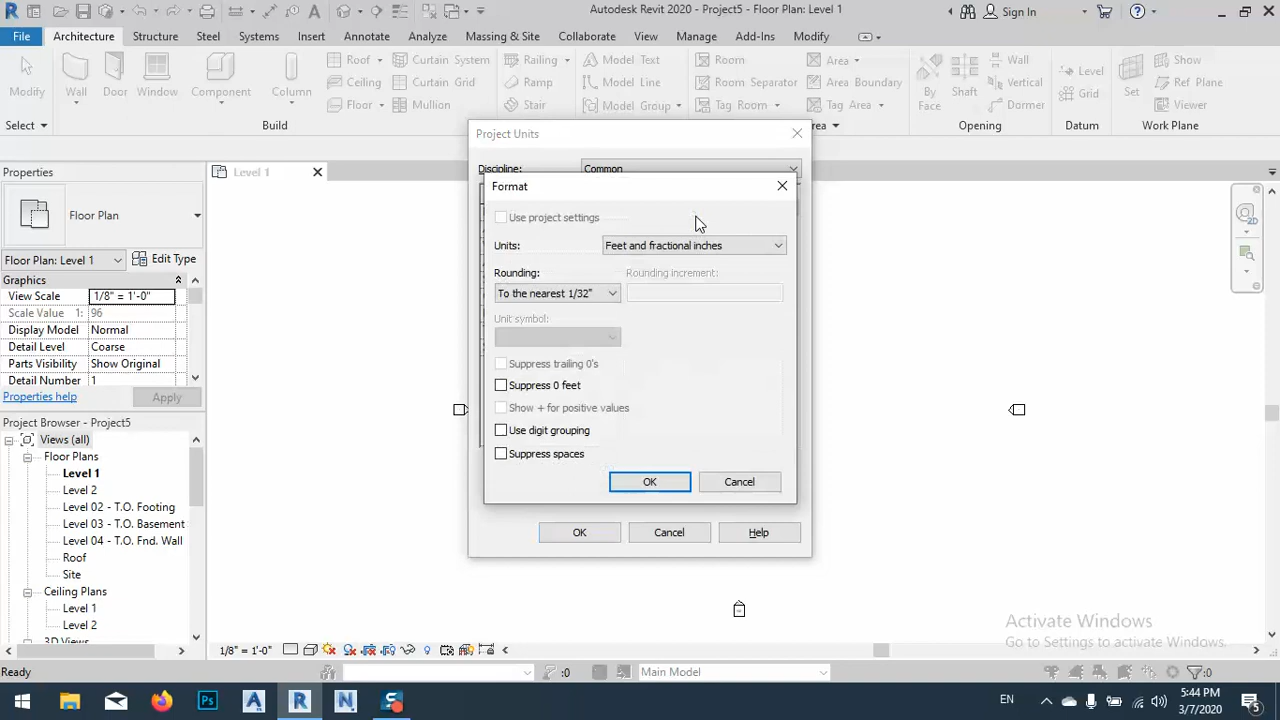 Autodesk Revit 2020 - Project5 - Floor Plan: Level 1
Sign In
File Architecture Structure Steel Systems Insert Annotate Analyze Massing & Site Collaborate View Manage Add-Ins Modify
Modify
Wall
Door
Window
Component
Column
Roof
Ceiling
Floor
Curtain System
Curtain Grid
Mullion
Railing
Ramp
Stair
Model Text
Model Line
Model Group
Room
Room Separator
Tag Room
Area
Area Boundary
Tag Area
By
Face
Shaft
Wall
Vertical
Dormer
Level
Grid
Set
Show
Ref Plane
Viewer
Select
Build
Opening
Datum
Work Plane
Properties
Floor Plan
Floor Plan: Level 1
Edit Type
Graphics
View Scale 1/8" = 1'-0"
Scale Value 1: 96
Display Model Normal
Detail Level Coarse
Parts Visibility Show Original
Detail Number 1
Properties help
Apply
Project Browser - Project5
Views (all)
Floor Plans
Level 1
Level 2
Level 02 - T.O. Footing
Level 03 - T.O. Basement
Level 04 - T.O. Fnd. Wall
Roof
Site
Ceiling Plans
Level 1
Level 2
3D Views
Level 1
Project Units
Discipline: Common
Format
Use project settings
Units: Feet and fractional inches
Rounding: Rounding increment:
To the nearest 1/32"
Unit symbol:
Suppress trailing 0's
Suppress 0 feet
Show + for positive values
Use digit grouping
Suppress spaces
OK Cancel
OK Cancel Help
Activate Windows
Go to Settings to activate Windows.
1/8" = 1'-0"
Ready
:0
Main Model
:0
EN
5:44 PM
3/7/2020
5